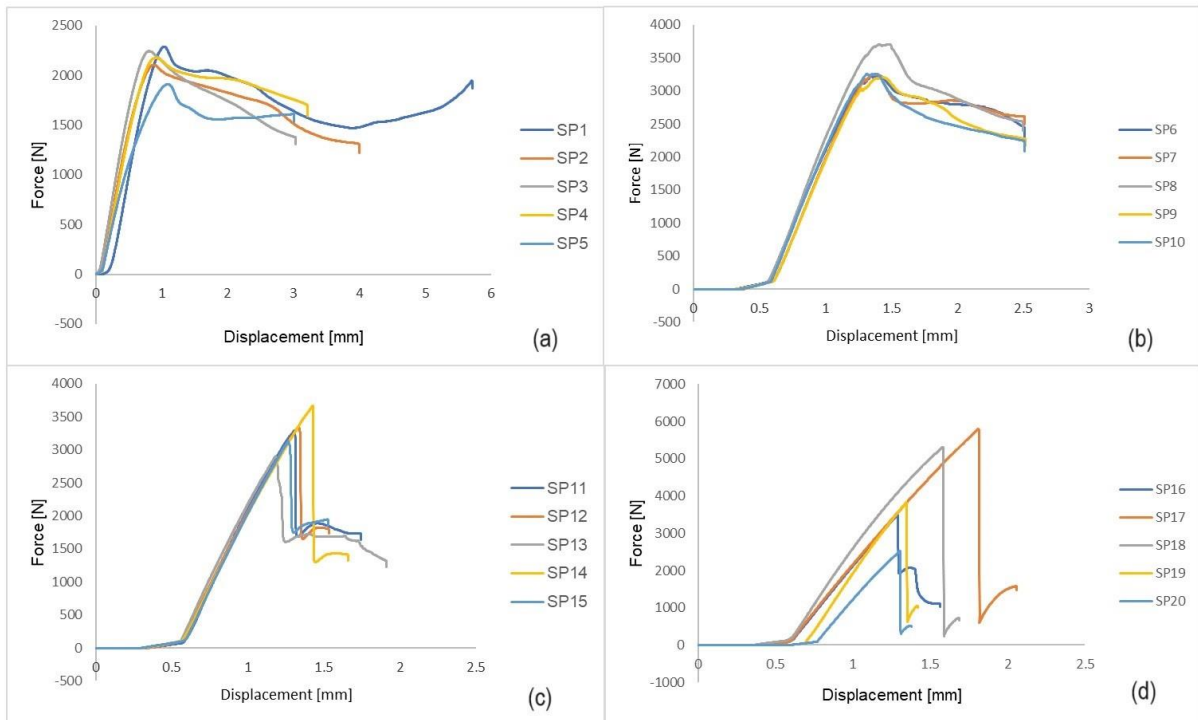 2500
2000
1500
1000
500
0
-500
Force [N]
0 1 2 3 4 5 6
Displacement [mm]
SP1
SP2
SP3
SP4
SP5
(a)
4000
3500
3000
2500
2000
1500
1000
500
0
-500
Force [N]
0 0.5 1 1.5 2 2.5 3
Displacement [mm]
SP6
SP7
SP8
SP9
SP10
(b)
4000
3500
3000
2500
2000
1500
1000
500
0
-500
Force [N]
0 0.5 1 1.5 2 2.5
Displacement [mm]
SP11
SP12
SP13
SP14
SP15
(c)
7000
6000
5000
4000
3000
2000
1000
0
-1000
Force [N]
0 0.5 1 1.5 2 2.5
Displacement [mm]
SP16
SP17
SP18
SP19
SP20
(d)